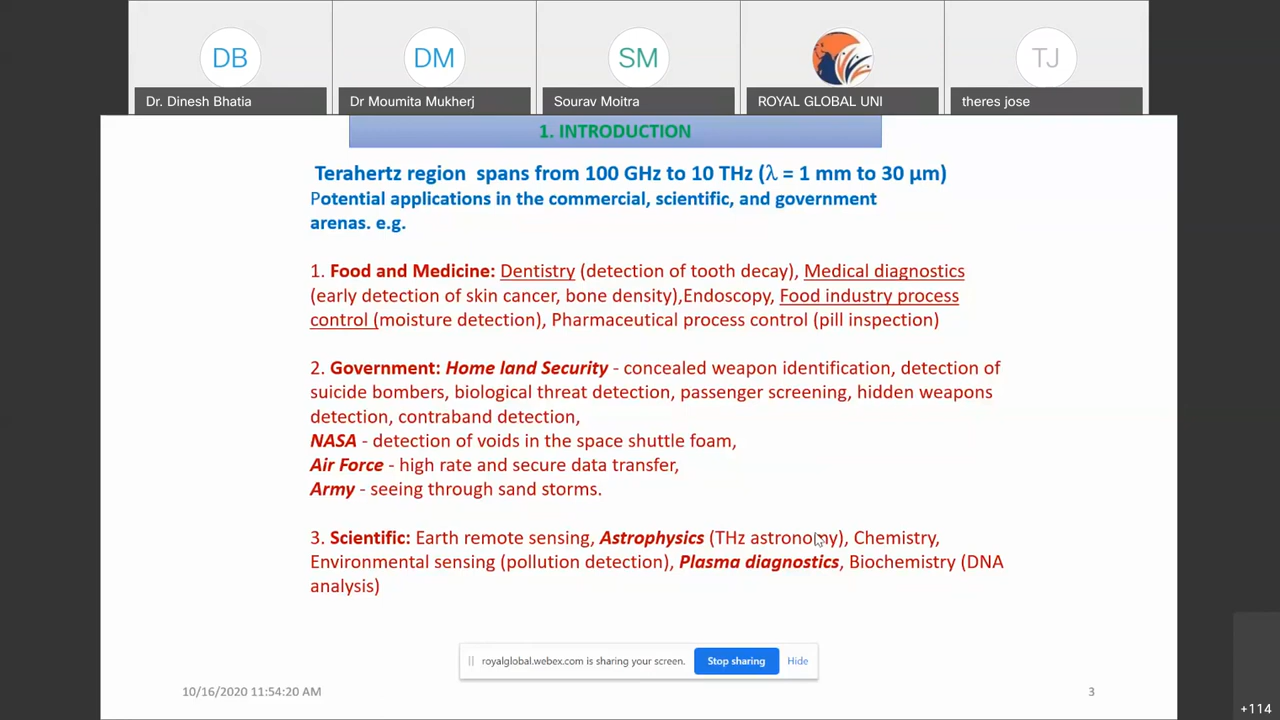 DB
DM
SM
TJ
Dr. Dinesh Bhatia
Dr Moumita Mukherj
Sourav Moitra
ROYAL GLOBAL UNI
theres jose
1. INTRODUCTION
Terahertz region spans from 100 GHz to 10 THz (λ = 1 mm to 30 µm)
Potential applications in the commercial, scientific, and government
arenas. e.g.
1. Food and Medicine: Dentistry (detection of tooth decay), Medical diagnostics
(early detection of skin cancer, bone density),Endoscopy, Food industry process
control (moisture detection), Pharmaceutical process control (pill inspection)
2. Government: Home land Security - concealed weapon identification, detection of
suicide bombers, biological threat detection, passenger screening, hidden weapons
detection, contraband detection,
NASA - detection of voids in the space shuttle foam,
Air Force - high rate and secure data transfer,
Army - seeing through sand storms.
3. Scientific: Earth remote sensing, Astrophysics (THz astronomy), Chemistry,
Environmental sensing (pollution detection), Plasma diagnostics, Biochemistry (DNA
analysis)
royalglobal.webex.com is sharing your screen. Stop sharing Hide
10/16/2020 11:54:20 AM 3
+114